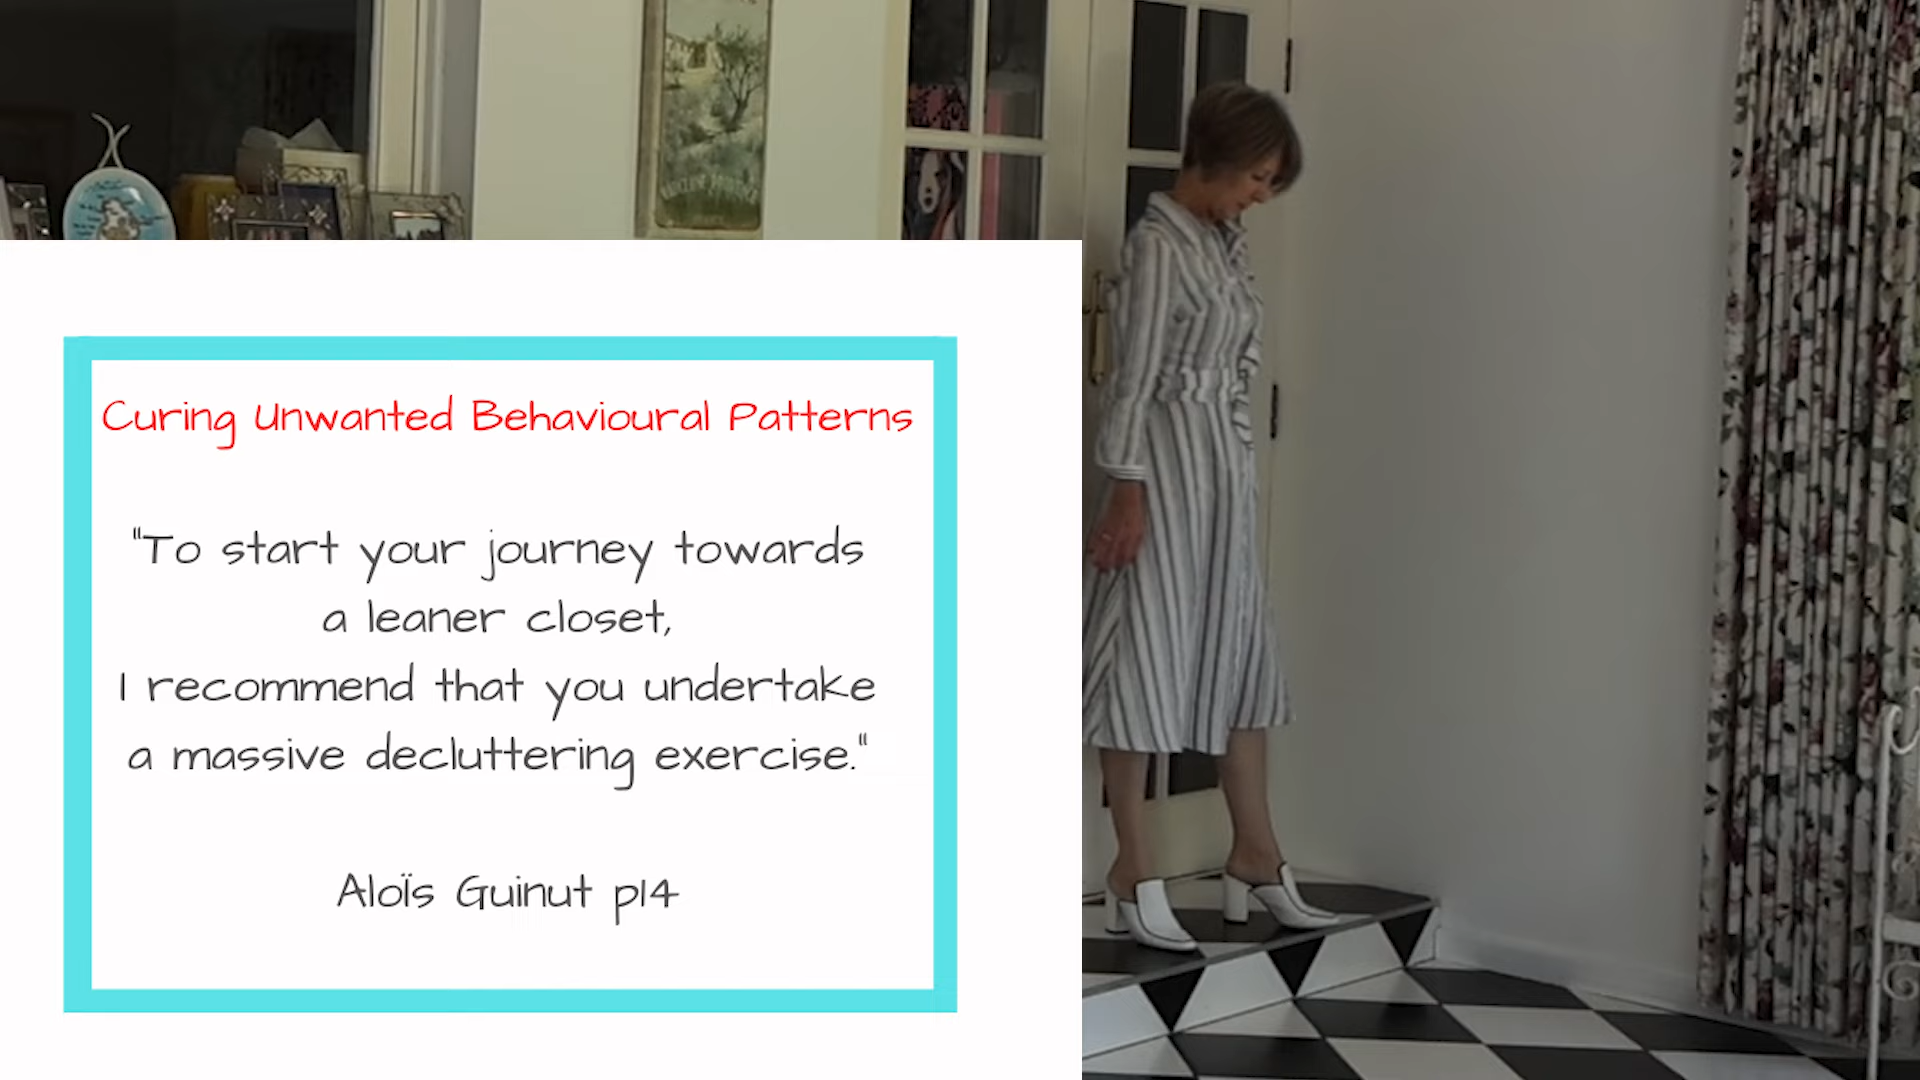 Curing Unwanted Behavioural Patterns
"To start your journey towards
a leaner closet,
I recommend that you undertake
a massive decluttering exercise."
Aloïs Guinut p14